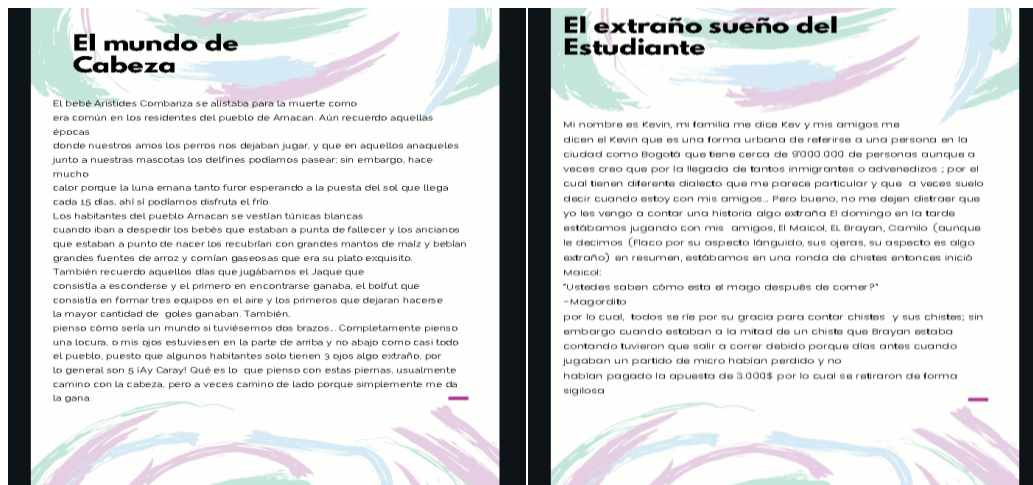 El mundo de
Cabeza
El bebé Aristides Combariza se alistaba para la muerte como
era común en los residentes del pueblo de Amacan. Aún recuerdo aquellas
épocas
donde nuestros amos los perros nos dejaban jugar, y que en aquellos anaqueles
junto a nuestras mascotas los delfines podíamos pasear; sin embargo, hace
mucho
calor porque la luna emana tanto furor esperando a la puesta del sol que llega
cada 15 días, ahí sí podíamos disfruta el frío.
Los habitantes del pueblo Amacan se vestían túnicas blancas
cuando iban a despedir los bebés que estaban a punta de fallecer y los ancianos
que estaban a punto de nacer los recubrían con grandes mantos de maíz y bebían
grandes fuentes de arroz y comían gaseosas que era su plato exquisito.
También recuerdo aquellos días que jugábamos el Jaque que
consistía a esconderse y el primero en encontrarse ganaba, el bolfut que
consistía en formar tres equipos en el aire y los primeros que dejaran hacerse
la mayor cantidad de goles ganaban. También,
pienso cómo sería un mundo si tuviésemos dos brazos... Completamente pienso
una locura, o mis ojos estuviesen en la parte de arriba y no abajo como casi todo
el pueblo, puesto que algunos habitantes solo tienen 3 ojos algo extraño, por
lo general son 5 ¡Ay Caray! Qué es lo que pienso con estas piernas, usualmente
camino con la cabeza, pero a veces camino de lado porque simplemente me da
la gana.
El extraño sueño del
Estudiante
Mi nombre es Kevin, mi familia me dice Kev y mis amigos me
dicen el Kevin que es una forma urbana de referirse a una persona en la
ciudad como Bogotá que tiene cerca de 9'000.000 de personas aunque a
veces creo que por la llegada de tantos inmigrantes o advenedizos ; por el
cual tienen diferente dialecto que me parece particular y que a veces suelo
decir cuando estoy con mis amigos... Pero bueno, no me dejen distraer que
yo les vengo a contar una historia algo extraña El domingo en la tarde
estábamos jugando con mis amigos, El Maicol, EL Brayan, Camilo (aunque
le decimos (Flaco por su aspecto lánguido, sus ojeras, su aspecto es algo
extraño) en resumen, estábamos en una ronda de chistes entonces inició
Maicol:
"Ustedes saben cómo esta el mago después de comer?"
-Magordito
por lo cual, todos se ríe por su gracia para contar chistes y sus chistes; sin
embargo cuando estaban a la mitad de un chiste que Brayan estaba
contando tuvieron que salir a correr debido porque días antes cuando
jugaban un partido de micro habían perdido y no
habían pagado la apuesta de 3.000$ por lo cual se retiraron de forma
sigilosa